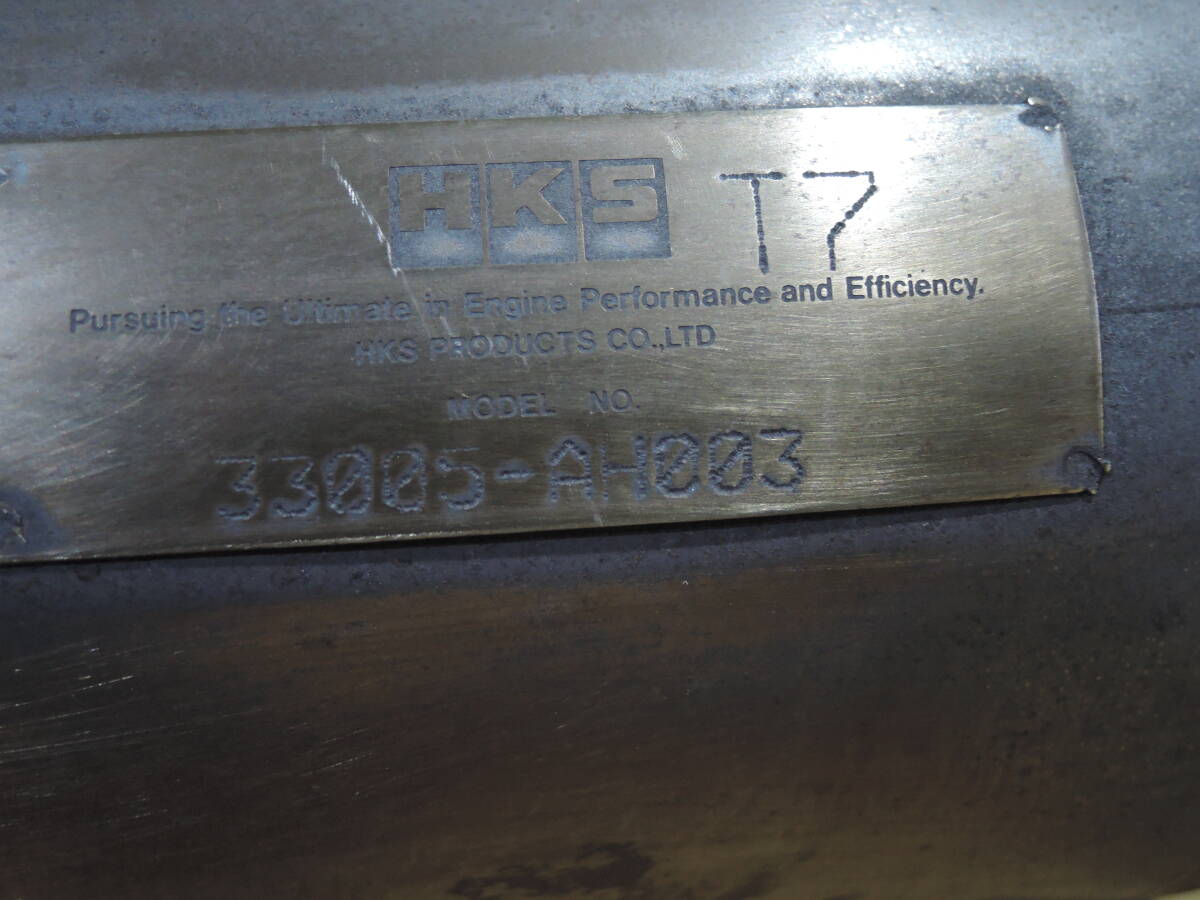 HKS T7
Pursuing the Ultimate in Engine Performance and Efficiency.
HKS PRODUCTS CO.,LTD
MODEL NO.
33005-AH003